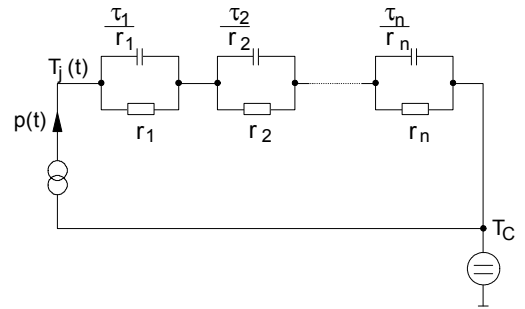 τ1 τ2 τn
r1 r2 rn
Tj (t)
r1 r2 rn
p(t)
TC